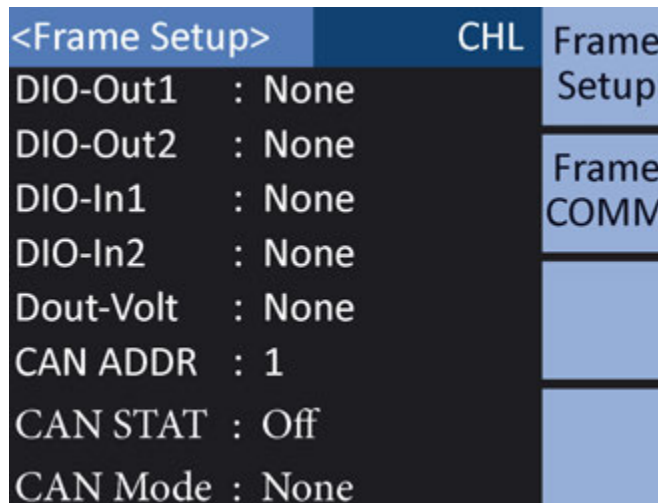 <Frame Setup> CHL
DIO-Out1 : None
DIO-Out2 : None
DIO-In1 : None
DIO-In2 : None
Dout-Volt : None
CAN ADDR : 1
CAN STAT : Off
CAN Mode : None
Frame
Setup
Frame
COMM